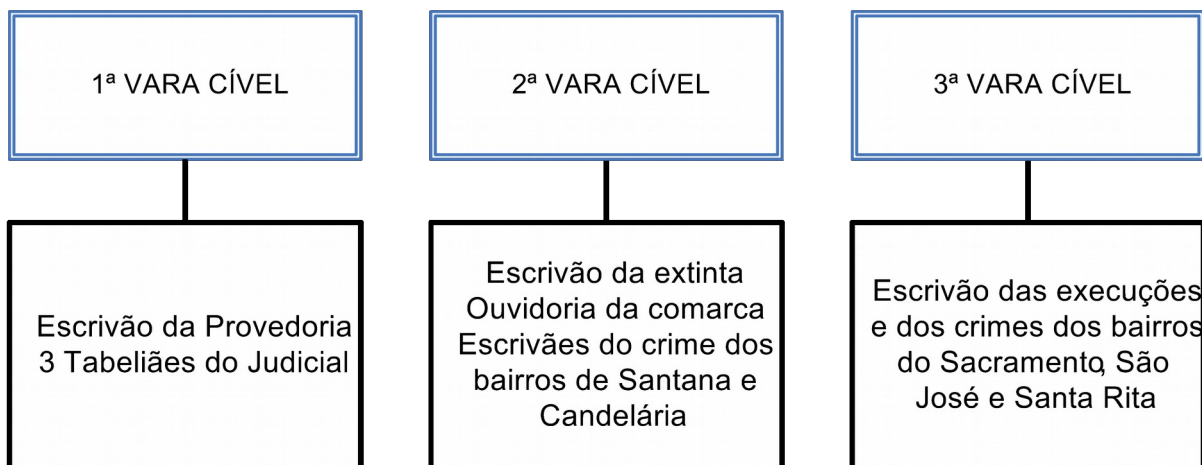 1ª VARA CÍVEL
2ª VARA CÍVEL
3ª VARA CÍVEL
Escrivão da Provedoria
3 Tabeliães do Judicial
Escrivão da extinta
Ouvidoria da comarca
Escrivães do crime dos
bairros de Santana e
Candelária
Escrivão das execuções
e dos crimes dos bairros
do Sacramento, São
José e Santa Rita